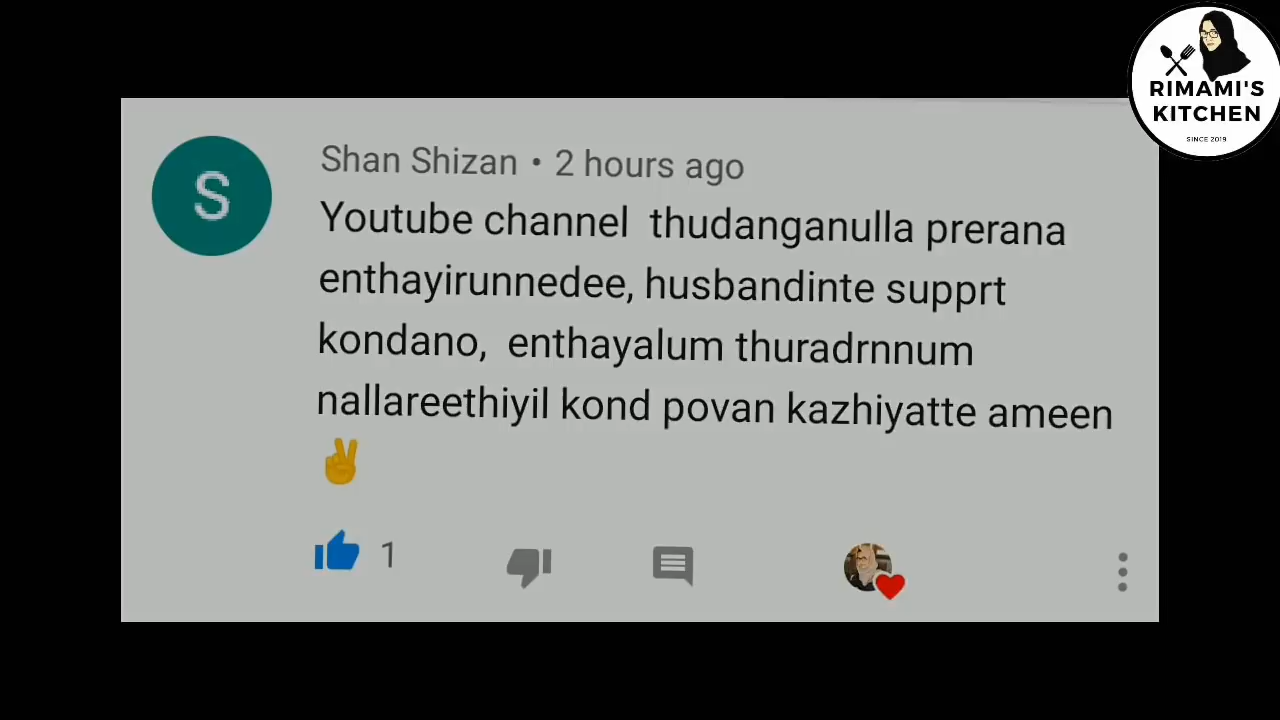 RIMAMI'S
KITCHEN
SINCE 2019
Shan Shizan • 2 hours ago
Youtube channel thudanganulla prerana
enthayirunnedee, husbandinte supprt
kondano, enthayalum thuradrnnum
nallareethiyil kond povan kazhiyatte ameen
✌
1
S